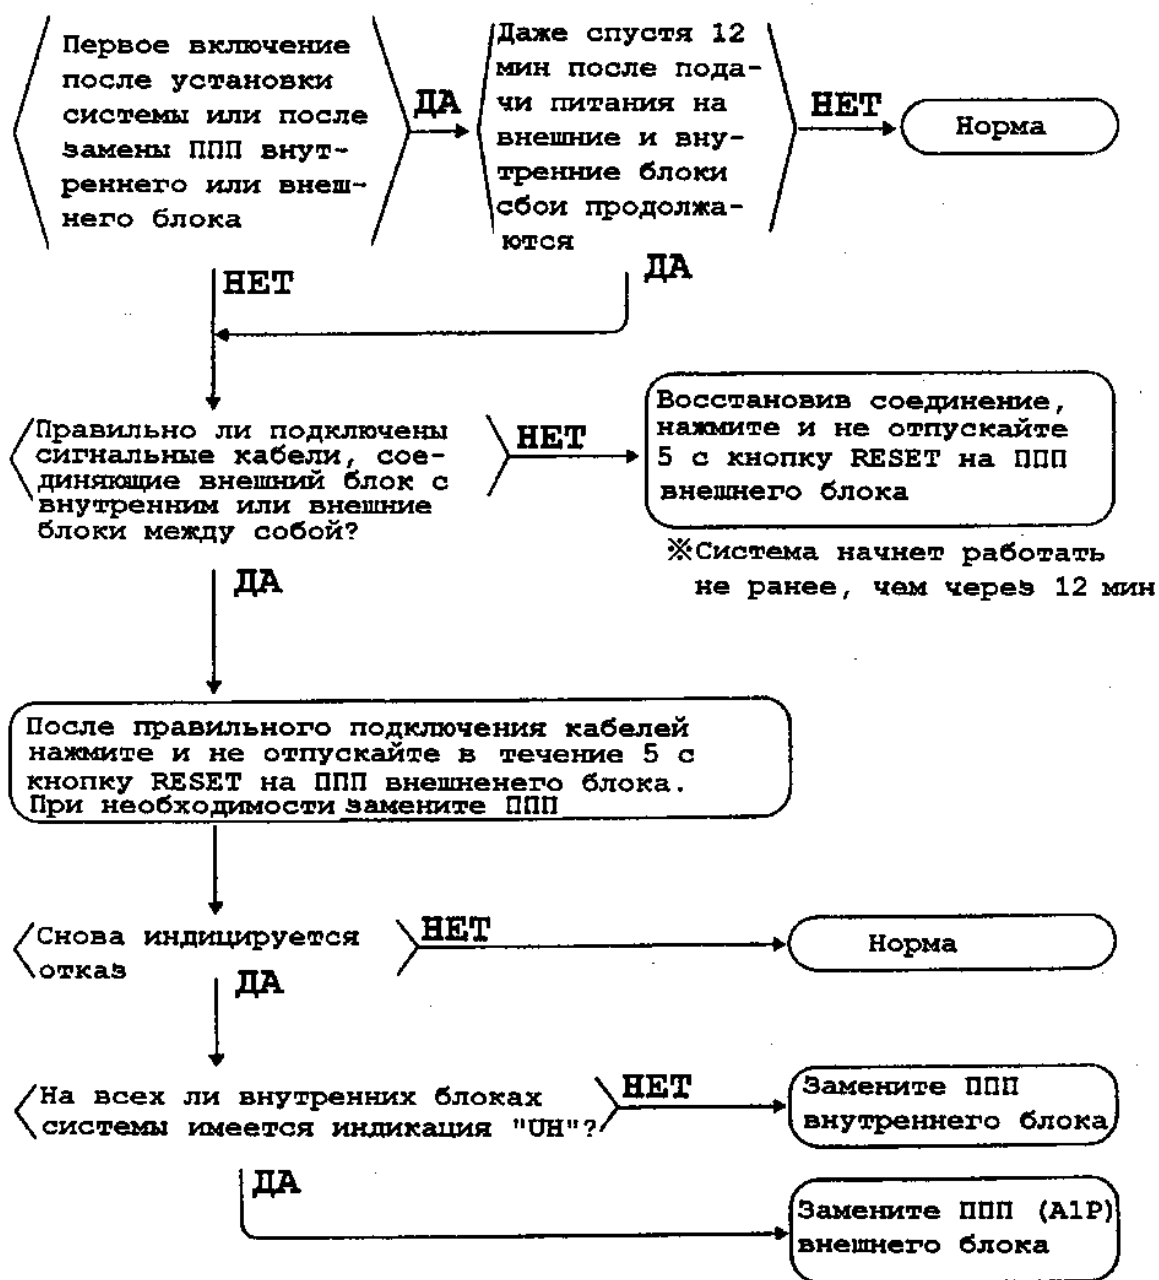 Первое включение
после установки
системы или после
замены ППП внут-
реннего или внеш-
него блока
ДА
Даже спустя 12
мин после пода-
чи питания на
внешние и вну-
тренние блоки
сбои продолжа-
ются
НЕТ
Норма
НЕТ
ДА
Правильно ли подключены
сигнальные кабели, сое-
диняющие внешний блок с
внутренним или внешние
блоки между собой?
НЕТ
Восстановив соединение,
нажмите и не отпускайте
5 с кнопку RESET на ППП
внешнего блока
※Система начнет работать
не ранее, чем через 12 мин
ДА
После правильного подключения кабелей
нажмите и не отпускайте в течение 5 с
кнопку RESET на ППП внешненего блока.
При необходимости замените ППП
Снова индицируется
отказ
НЕТ
Норма
ДА
На всех ли внутренних блоках
системы имеется индикация "UH"?
НЕТ
Замените ППП
внутреннего блока
ДА
Замените ППП (A1P)
внешнего блока